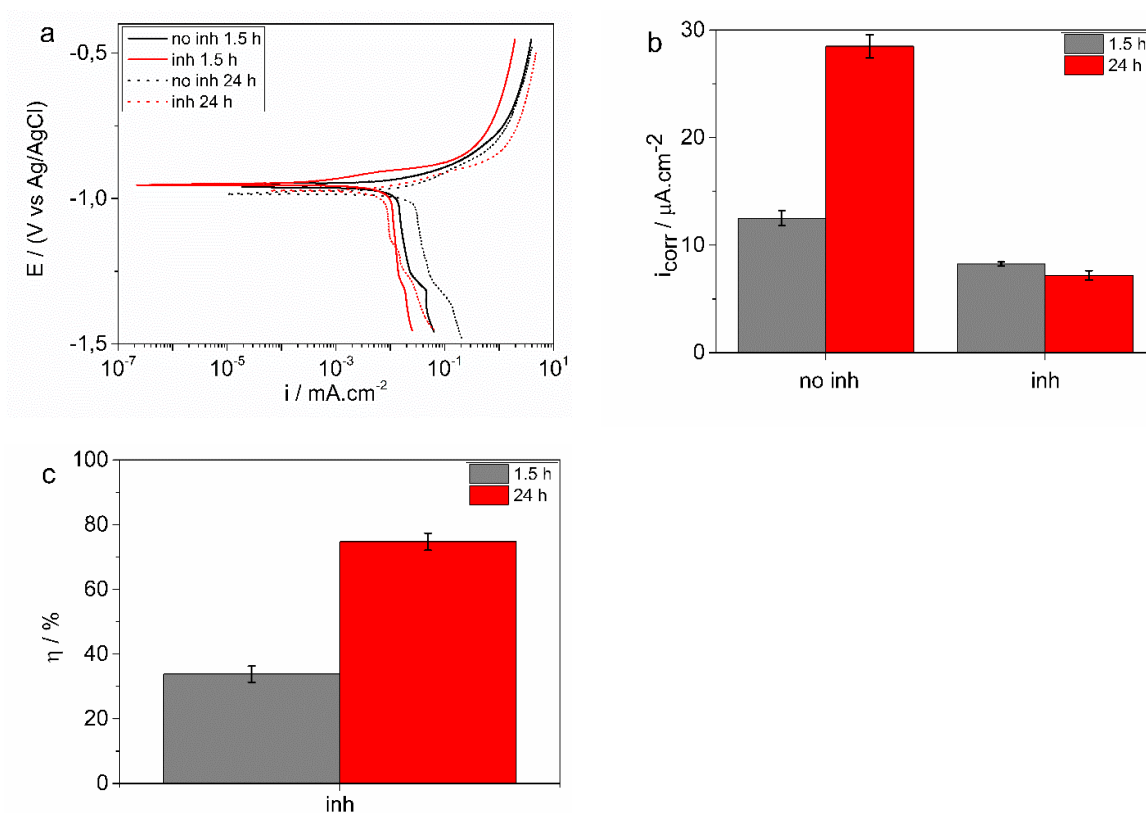 a
no inh 1.5 h
inh 1.5 h
no inh 24 h
inh 24 h
-0,5
-1,0
-1,5
E / (V vs Ag/AgCl)
10⁻⁷ 10⁻⁵ 10⁻³ 10⁻¹ 10¹
i / mA.cm⁻²
b
1.5 h
24 h
30
20
10
0
i_corr / µA.cm⁻²
no inh inh
c
1.5 h
24 h
100
80
60
40
20
0
η / %
inh